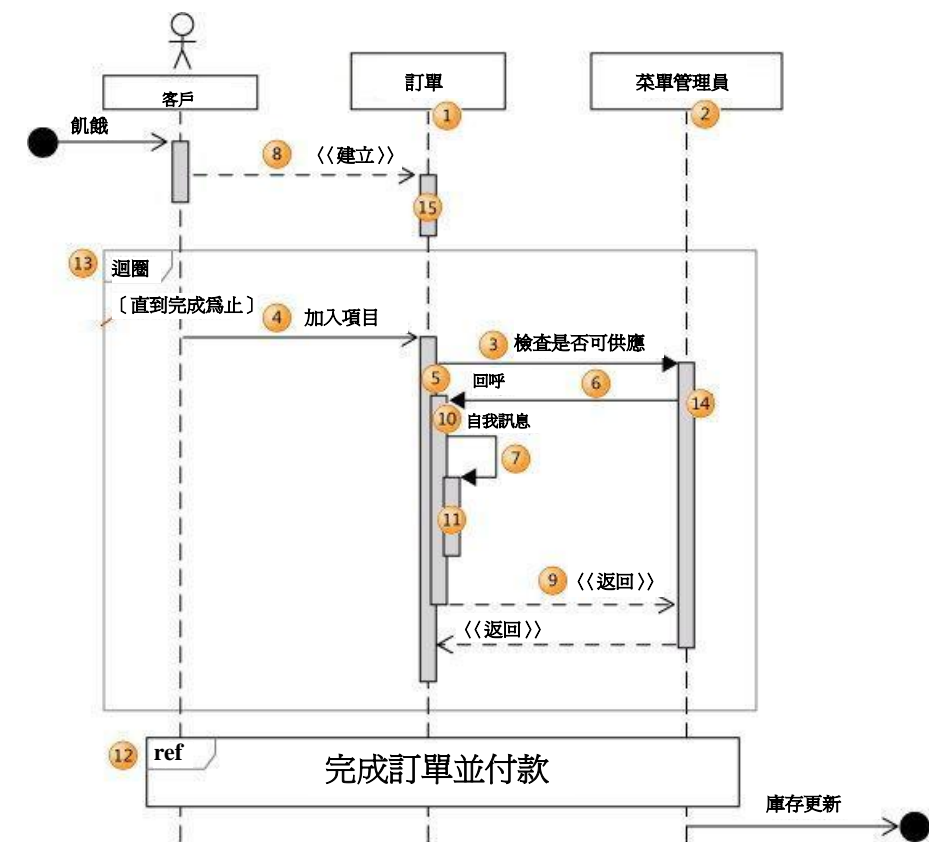 客戶
訂單
菜單管理員
1
2
飢餓
8 〈〈建立〉〉
15
13 迴圈
〔直到完成為止〕
4 加入項目
3 檢查是否可供應
5 回呼 6
14
10 自我訊息
7
11
9 〈〈返回〉〉
〈〈返回〉〉
12 ref
完成訂單並付款
庫存更新